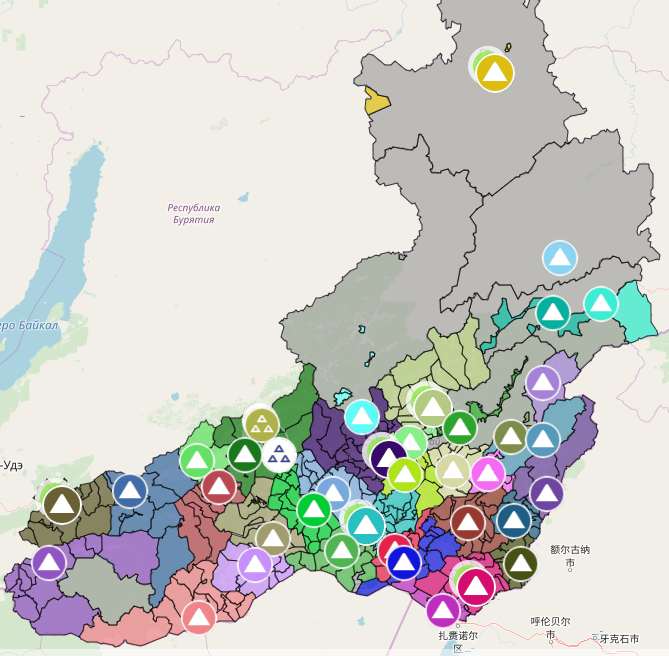 Республика
Бурятия
ро Байкал
-Удэ
额尔古纳
市
呼伦贝尔
市
扎赉诺尔
区
牙克石市